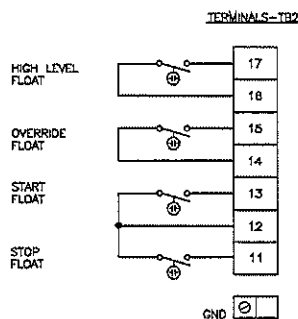 TERMINALS-TB2
HIGH LEVEL
FLOAT
17
16
OVERRIDE
FLOAT
15
14
START
FLOAT
13
12
STOP
FLOAT
11
GND